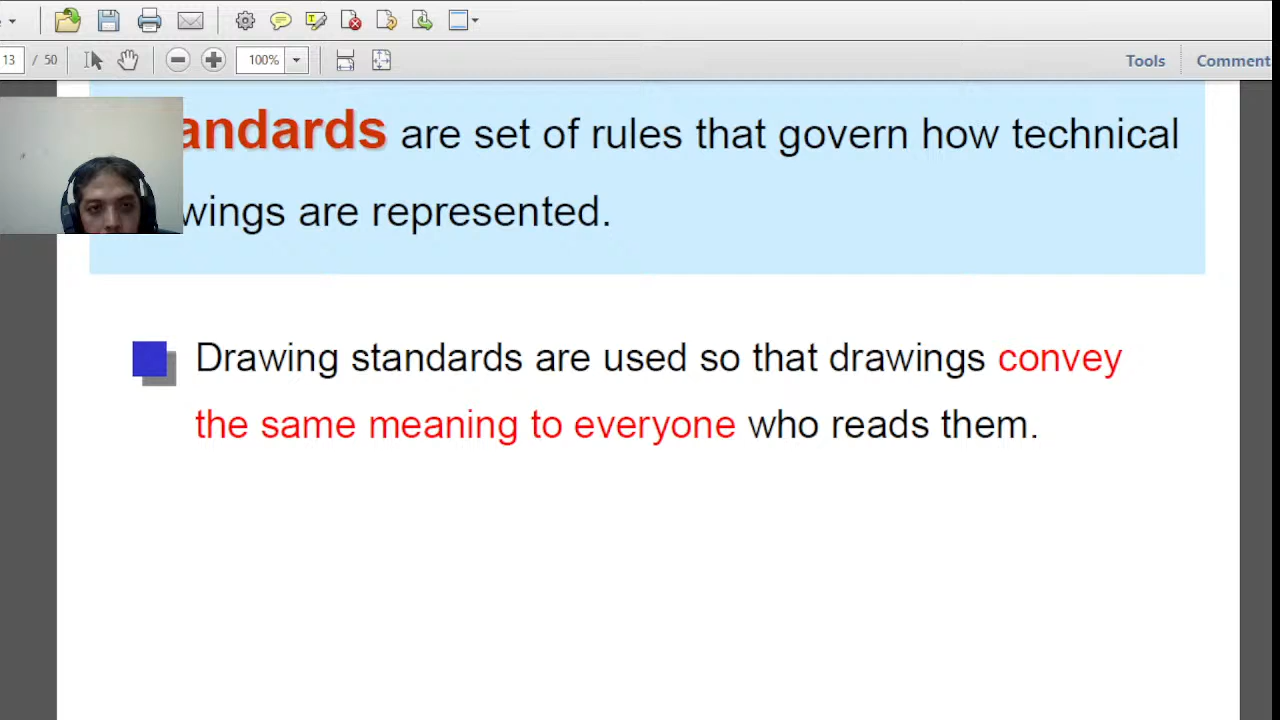 13 / 50
100%
Tools
Comment
andards are set of rules that govern how technical
wings are represented.
Drawing standards are used so that drawings convey
the same meaning to everyone who reads them.